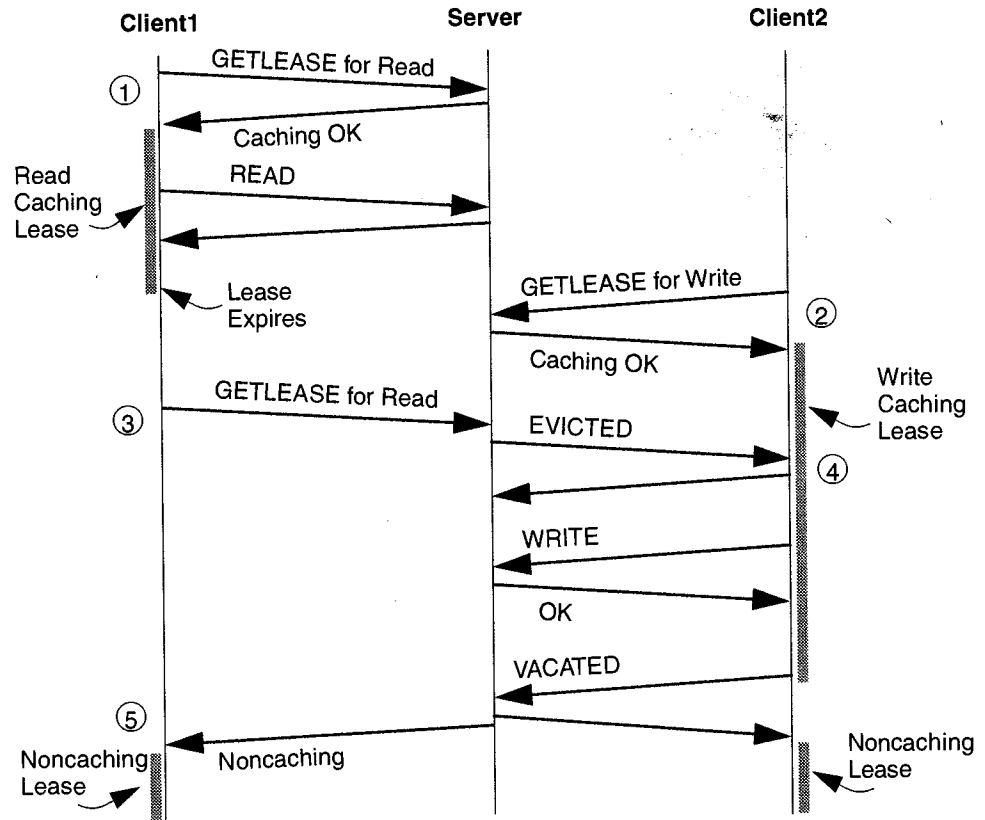 Client1
Server
Client2
GETLEASE for Read
1
Caching OK
Read
Caching
Lease
READ
Lease
Expires
GETLEASE for Write
2
Caching OK
Write
Caching
Lease
GETLEASE for Read
3
EVICTED
4
WRITE
OK
VACATED
5
Noncaching
Noncaching
Lease
Noncaching
Lease